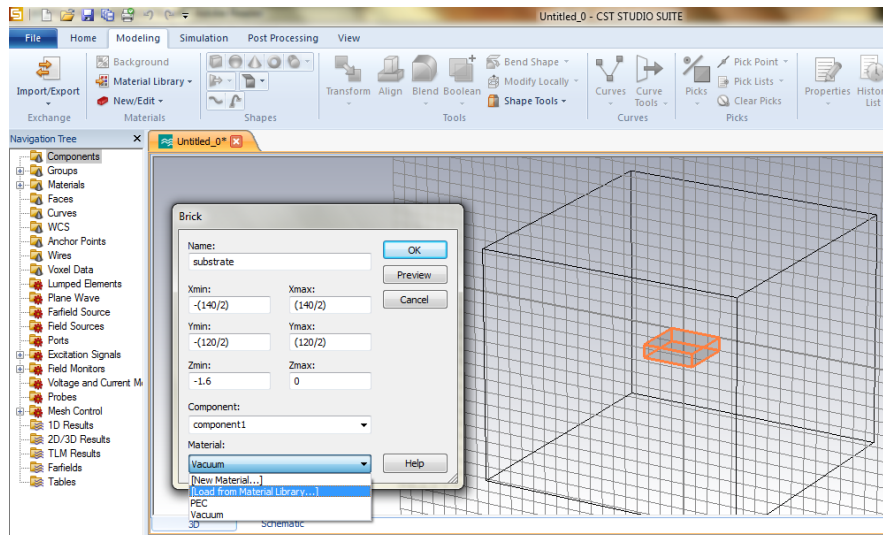 Untitled_0 - CST STUDIO SUITE
File Home Modeling Simulation Post Processing View
Import/Export
Background
Material Library
New/Edit
Transform Align Blend Boolean
Bend Shape
Modify Locally
Shape Tools
Curves Curve Tools
Picks
Pick Point
Pick Lists
Clear Picks
Properties
List
Exchange Materials Shapes Tools Curves Picks
Navigation Tree X
Untitled_0*
Components
Groups
Materials
Faces
Curves
WCS
Anchor Points
Wires
Voxel Data
Lumped Elements
Plane Wave
Farfield Source
Field Sources
Ports
Excitation Signals
Field Monitors
Voltage and Current M
Probes
Mesh Control
1D Results
2D/3D Results
TLM Results
Farfields
Tables
Brick
Name:
substrate
OK
Preview
Cancel
Xmin: Xmax:
-(140/2) (140/2)
Ymin: Ymax:
-(120/2) (120/2)
Zmin: Zmax:
-1.6 0
Component:
component1
Material:
Vacuum
Help
[New Material...]
[Load from Material Library...]
PEC
Vacuum
3D Schematic